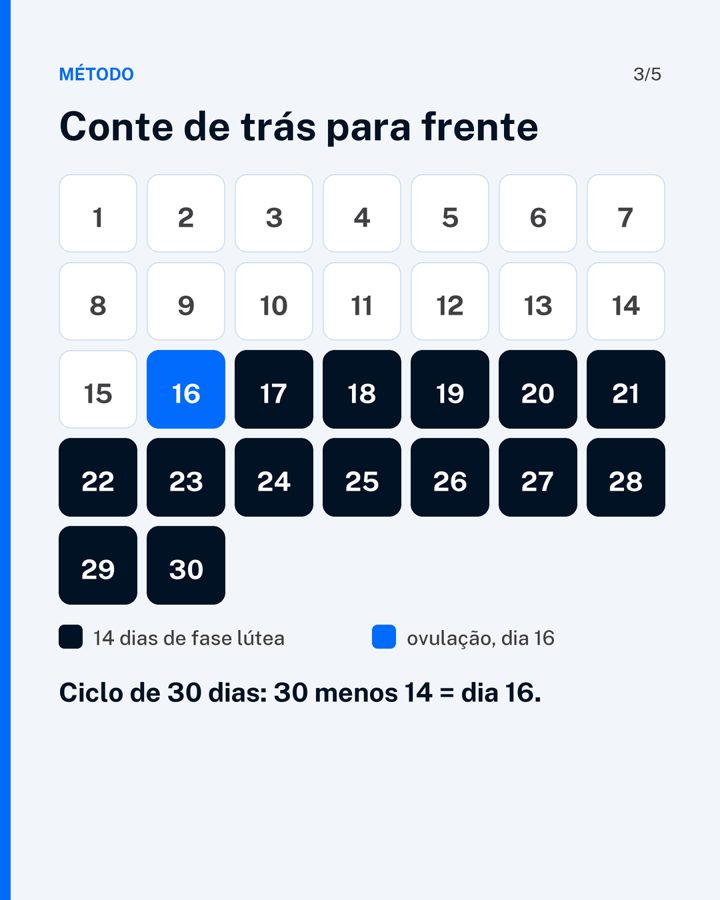 MÉTODO 3/5
Conte de trás para frente
1 2 3 4 5 6 7
8 9 10 11 12 13 14
15 16 17 18 19 20 21
22 23 24 25 26 27 28
29 30
14 dias de fase lútea ovulação, dia 16
Ciclo de 30 dias: 30 menos 14 = dia 16.